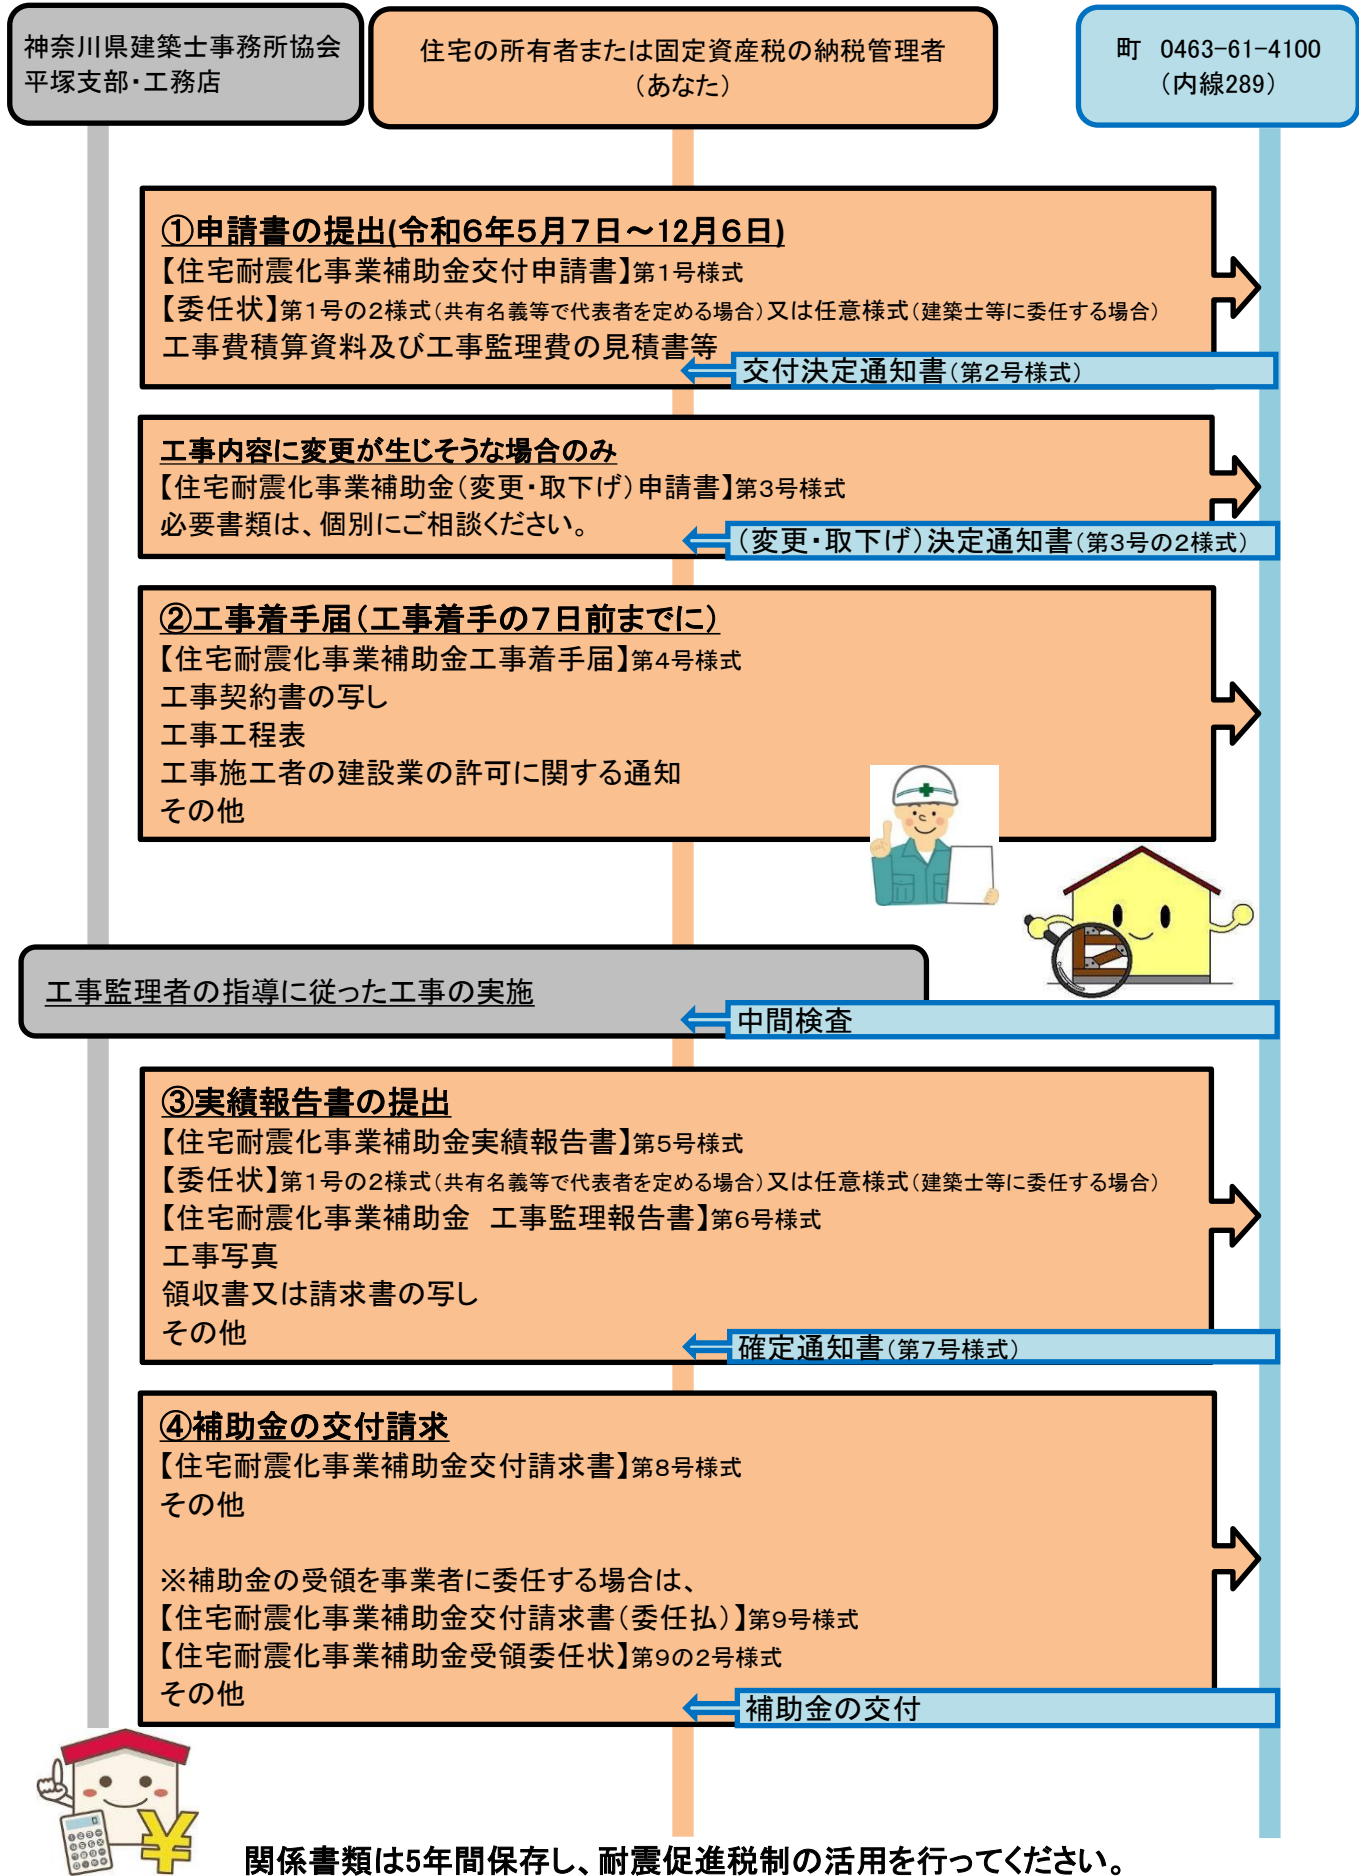 神奈川県建築士事務所協会
平塚支部・工務店
住宅の所有者または固定資産税の納税管理者
（あなた）
町　0463-61-4100
（内線289）
①申請書の提出(令和６年５月７日～12月６日)
【住宅耐震化事業補助金交付申請書】第1号様式
【委任状】第1号の2様式（共有名義等で代表者を定める場合）又は任意様式（建築士等に委任する場合）
工事費積算資料及び工事監理費の見積書等
交付決定通知書（第2号様式）
工事内容に変更が生じそうな場合のみ
【住宅耐震化事業補助金（変更・取下げ）申請書】第3号様式
必要書類は、個別にご相談ください。
（変更・取下げ）決定通知書（第3号の2様式）
②工事着手届（工事着手の７日前までに）
【住宅耐震化事業補助金工事着手届】第4号様式
工事契約書の写し
工事工程表
工事施工者の建設業の許可に関する通知
その他
工事監理者の指導に従った工事の実施
中間検査
③実績報告書の提出
【住宅耐震化事業補助金実績報告書】第5号様式
【委任状】第1号の2様式（共有名義等で代表者を定める場合）又は任意様式（建築士等に委任する場合）
【住宅耐震化事業補助金　工事監理報告書】第6号様式
工事写真
領収書又は請求書の写し
その他
確定通知書（第7号様式）
④補助金の交付請求
【住宅耐震化事業補助金交付請求書】第8号様式
その他
※補助金の受領を事業者に委任する場合は、
【住宅耐震化事業補助金交付請求書（委任払）】第9号様式
【住宅耐震化事業補助金受領委任状】第9の2号様式
その他
補助金の交付
関係書類は5年間保存し、耐震促進税制の活用を行ってください。